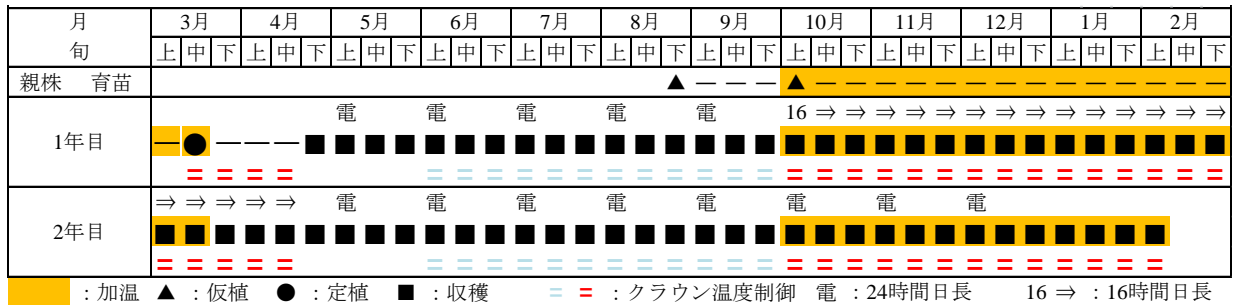 月 3月 4月 5月 6月 7月 8月 9月 10月 11月 12月 1月 2月
旬 上 中 下 上 中 下 上 中 下 上 中 下 上 中 下 上 中 下 上 中 下 上 中 下 上 中 下 上 中 下 上 中 下 上 中 下
親株 育苗 ▲ — — — ▲ — — — — — — — — — — — — — —
電 電 電 電 電 16 ⇒ ⇒ ⇒ ⇒ ⇒ ⇒ ⇒ ⇒ ⇒ ⇒ ⇒ ⇒ ⇒ ⇒
1年目 — ● — — — ■ ■ ■ ■ ■ ■ ■ ■ ■ ■ ■ ■ ■ ■ ■ ■ ■ ■ ■ ■ ■ ■ ■ ■ ■ ■ ■ ■ ■ ■ ■
= = = = = = = = = = = = = = = = = = = = = = = = = = = = = = =
⇒ ⇒ ⇒ ⇒ ⇒ 電 電 電 電 電 電 電 電
2年目 ■ ■ ■ ■ ■ ■ ■ ■ ■ ■ ■ ■ ■ ■ ■ ■ ■ ■ ■ ■ ■ ■ ■ ■ ■ ■ ■ ■ ■ ■ ■ ■ ■ ■
= = = = = = = = = = = = = = = = = = = = = = = = = = = = = =
：加温 ▲ ：仮植 ● ：定植 ■ ：収穫 = = ：クラウン温度制御 電 ：24時間日長 16 ⇒ ：16時間日長